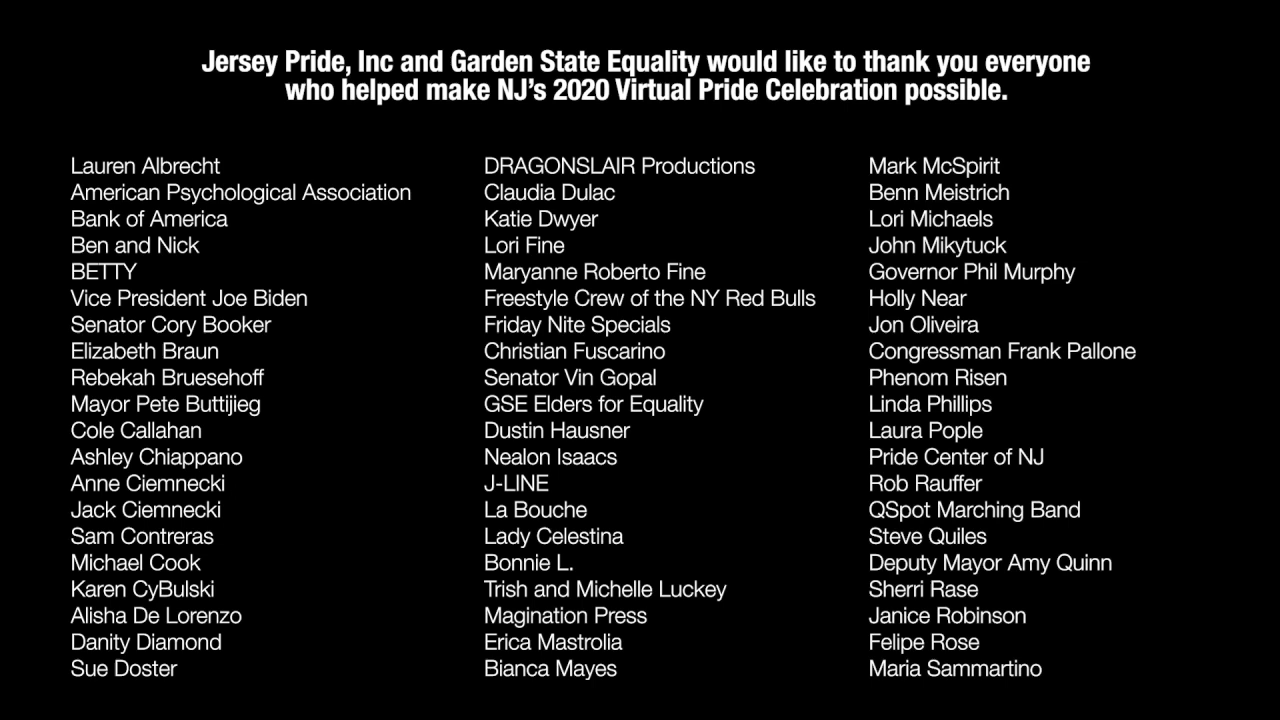 Jersey Pride, Inc and Garden State Equality would like to thank you everyone
who helped make NJ's 2020 Virtual Pride Celebration possible.
Lauren Albrecht
American Psychological Association
Bank of America
Ben and Nick
BETTY
Vice President Joe Biden
Senator Cory Booker
Elizabeth Braun
Rebekah Bruesehoff
Mayor Pete Buttijieg
Cole Callahan
Ashley Chiappano
Anne Ciemnecki
Jack Ciemnecki
Sam Contreras
Michael Cook
Karen CyBulski
Alisha De Lorenzo
Danity Diamond
Sue Doster
DRAGONSLAIR Productions
Claudia Dulac
Katie Dwyer
Lori Fine
Maryanne Roberto Fine
Freestyle Crew of the NY Red Bulls
Friday Nite Specials
Christian Fuscarino
Senator Vin Gopal
GSE Elders for Equality
Dustin Hausner
Nealon Isaacs
J-LINE
La Bouche
Lady Celestina
Bonnie L.
Trish and Michelle Luckey
Magination Press
Erica Mastrolia
Bianca Mayes
Mark McSpirit
Benn Meistrich
Lori Michaels
John Mikytuck
Governor Phil Murphy
Holly Near
Jon Oliveira
Congressman Frank Pallone
Phenom Risen
Linda Phillips
Laura Pople
Pride Center of NJ
Rob Rauffer
QSpot Marching Band
Steve Quiles
Deputy Mayor Amy Quinn
Sherri Rase
Janice Robinson
Felipe Rose
Maria Sammartino